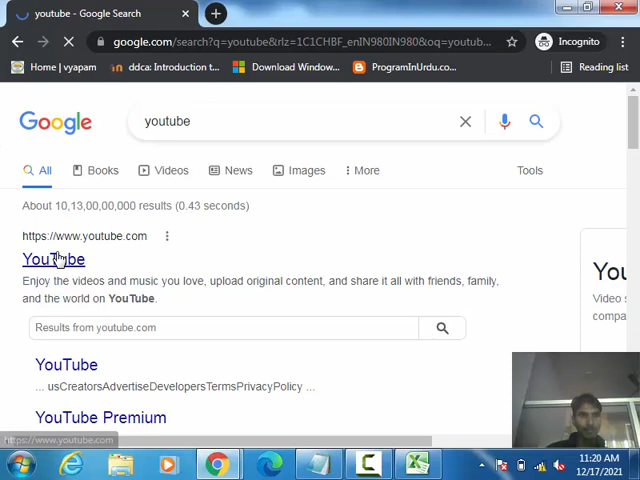 youtube - Google Search
google.com/search?q=youtube&rlz=1C1CHBF_enIN980IN980&oq=youtub...
Incognito
Home | vyapam
ddca: Introduction t...
Download Window...
ProgramInUrdu.co...
Reading list
Google
youtube
All
Books
Videos
News
Images
More
Tools
About 10,13,00,00,000 results (0.43 seconds)
https://www.youtube.com
YouTube
Enjoy the videos and music you love, upload original content, and share it all with friends, family,
and the world on YouTube.
You
Video s
compa
Results from youtube.com
YouTube
... usCreatorsAdvertiseDevelopersTermsPrivacyPolicy ...
YouTube Premium
https://www.youtube.com
11:20 AM
12/17/2021